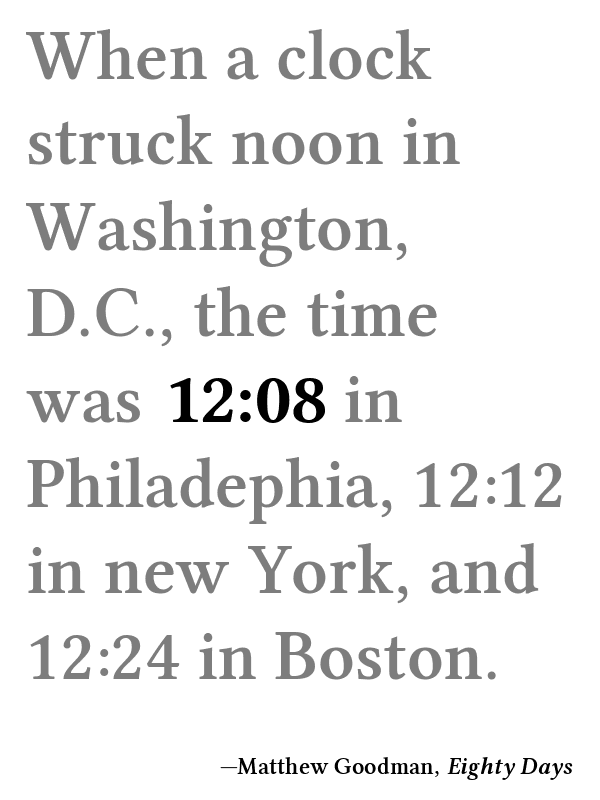 When a clock
struck noon in
Washington,
D.C., the time
was 12:08 in
Philadephia, 12:12
in new York, and
12:24 in Boston.
—Matthew Goodman, Eighty Days